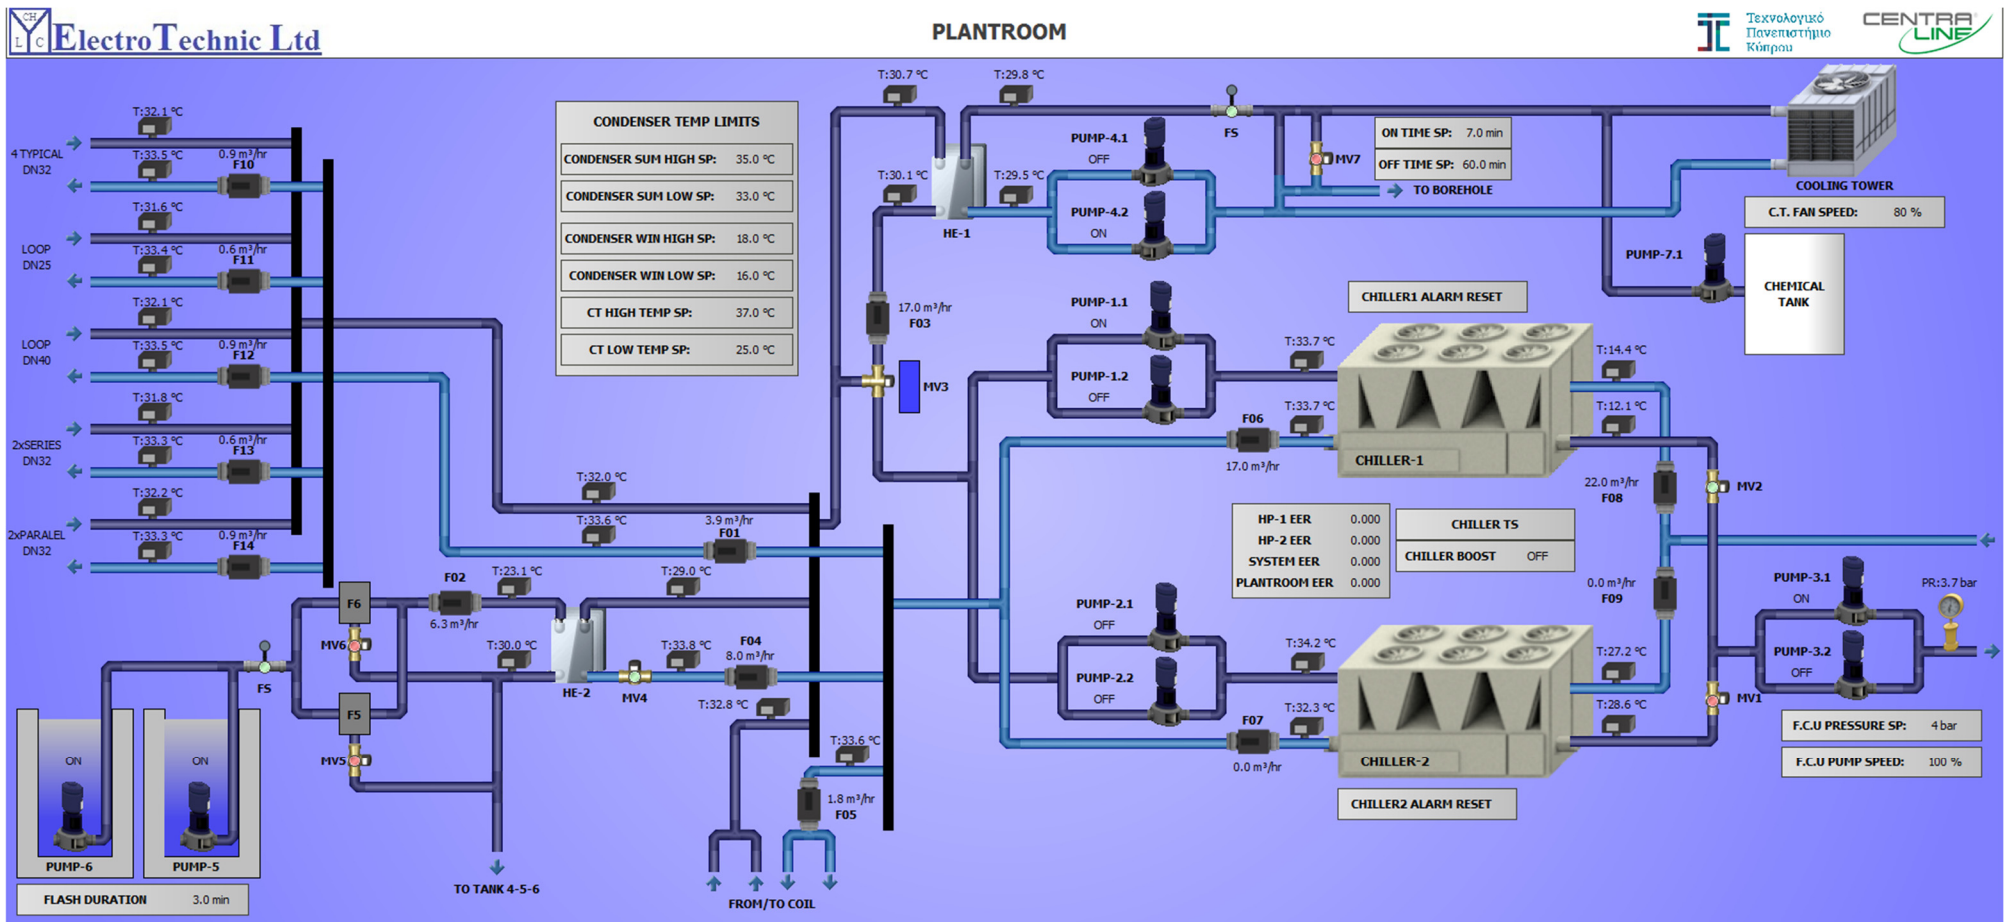 CH
L C
ElectroTechnic Ltd
PLANTROOM
Τεχνολογικό
Πανεπιστήμιο
Κύπρου
CENTRA
LINE
T:32.1 °C
4 TYPICAL
DN32
T:33.5 °C
0.9 m³/hr
F10
T:31.6 °C
LOOP
DN25
T:33.4 °C
0.6 m³/hr
F11
T:32.1 °C
LOOP
DN40
T:33.5 °C
0.9 m³/hr
F12
T:31.8 °C
2xSERIES
DN32
T:33.3 °C
0.6 m³/hr
F13
T:32.2 °C
2xPARALEL
DN32
T:33.3 °C
0.9 m³/hr
F14
CONDENSER TEMP LIMITS
CONDENSER SUM HIGH SP: 35.0 °C
CONDENSER SUM LOW SP: 33.0 °C
CONDENSER WIN HIGH SP: 18.0 °C
CONDENSER WIN LOW SP: 16.0 °C
CT HIGH TEMP SP: 37.0 °C
CT LOW TEMP SP: 25.0 °C
T:30.7 °C
T:29.8 °C
T:30.1 °C
T:29.5 °C
HE-1
PUMP-4.1
OFF
PUMP-4.2
ON
FS
MV7
ON TIME SP: 7.0 min
OFF TIME SP: 60.0 min
TO BOREHOLE
COOLING TOWER
C.T. FAN SPEED: 80 %
PUMP-7.1
CHEMICAL
TANK
17.0 m³/hr
F03
MV3
PUMP-1.1
ON
PUMP-1.2
OFF
CHILLER1 ALARM RESET
T:33.7 °C
T:33.7 °C
F06
17.0 m³/hr
CHILLER-1
T:14.4 °C
T:12.1 °C
22.0 m³/hr
F08
MV2
HP-1 EER 0.000
HP-2 EER 0.000
SYSTEM EER 0.000
PLANTROOM EER 0.000
CHILLER TS
CHILLER BOOST OFF
0.0 m³/hr
F09
PUMP-2.1
OFF
PUMP-2.2
OFF
T:34.2 °C
F07
T:32.3 °C
0.0 m³/hr
CHILLER-2
T:27.2 °C
T:28.6 °C
MV1
CHILLER2 ALARM RESET
PUMP-3.1
ON
PUMP-3.2
OFF
PR:3.7 bar
F.C.U PRESSURE SP: 4 bar
F.C.U PUMP SPEED: 100 %
T:32.0 °C
T:33.6 °C
3.9 m³/hr
F01
F02
6.3 m³/hr
T:23.1 °C
T:29.0 °C
T:30.0 °C
HE-2
MV4
T:33.8 °C
F04
8.0 m³/hr
T:32.8 °C
T:33.6 °C
1.8 m³/hr
F05
FROM/TO COIL
F6
MV6
F5
MV5
FS
ON
PUMP-6
ON
PUMP-5
TO TANK 4-5-6
FLASH DURATION 3.0 min